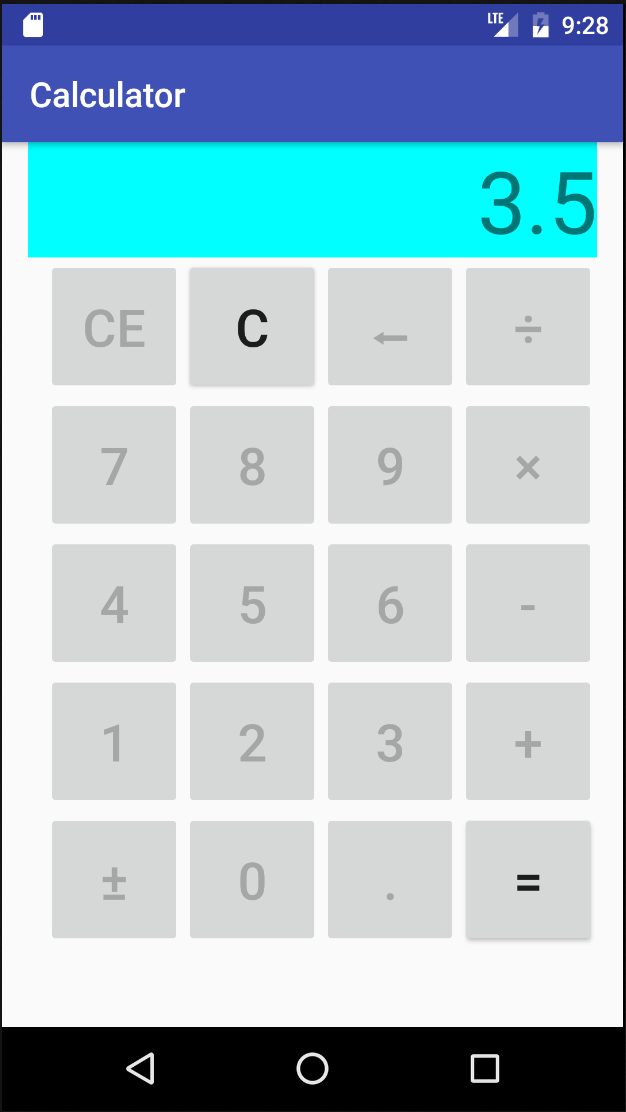 LTE 9:28
Calculator
3.5
CE C ← ÷
7 8 9 ×
4 5 6 -
1 2 3 +
± 0 . =